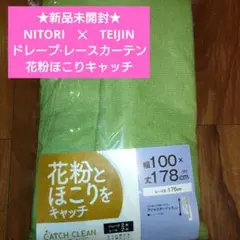 ★新品未開封★
NITORI × TEIJIN
ドレープ·レースカーテン
花粉ほこりキャッチ
花粉と
ほこりを
キャッチ
幅100×
丈178cm
CATCH CLEAN